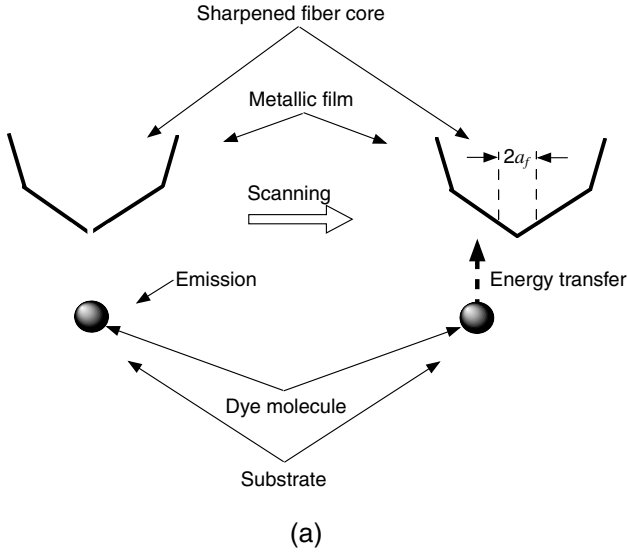 Sharpened fiber core
Metallic film
2a_f
Scanning
Emission
Energy transfer
Dye molecule
Substrate
(a)